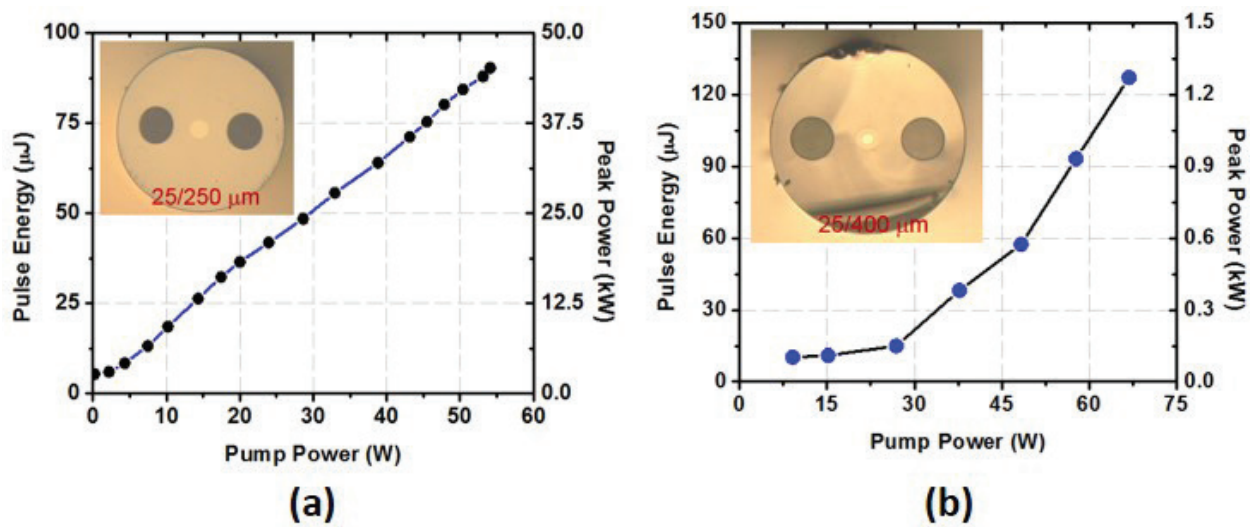 100
75
50
25
0
Pulse Energy (μJ)
25/250 μm
50.0
37.5
25.0
12.5
0.0
Peak Power (kW)
0 10 20 30 40 50 60
Pump Power (W)
(a)
150
120
90
60
30
0
Pulse Energy (μJ)
25/400 μm
1.5
1.2
0.9
0.6
0.3
0.0
Peak Power (kW)
0 15 30 45 60 75
Pump Power (W)
(b)